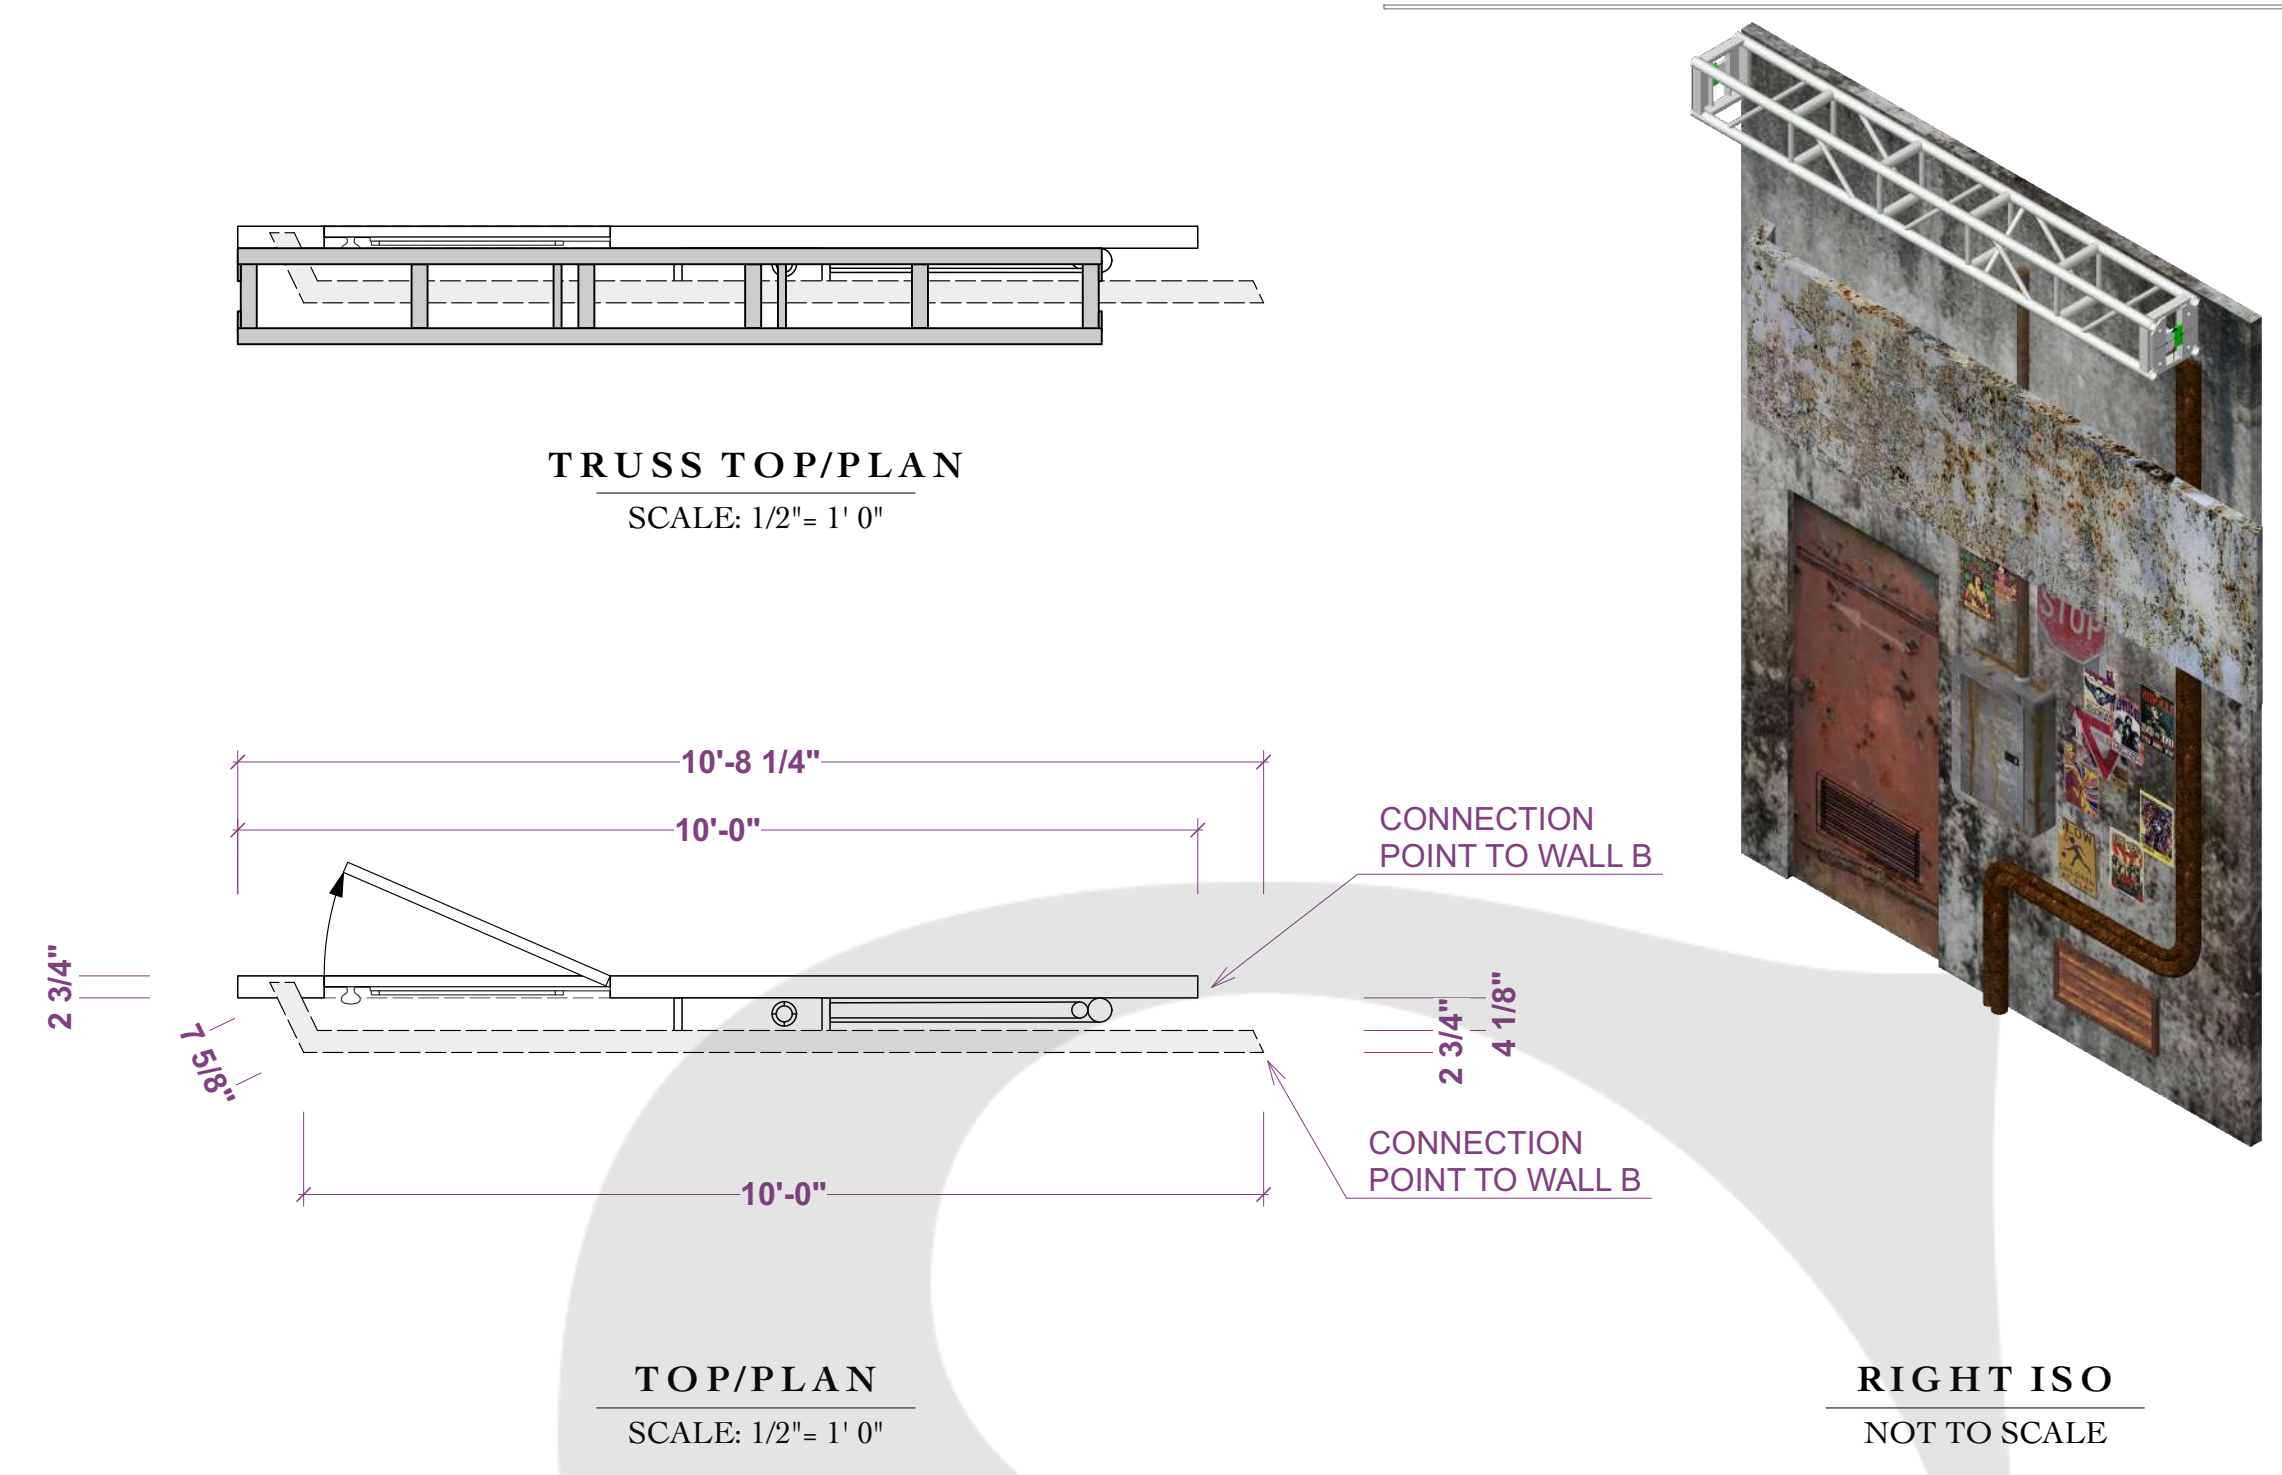 TRUSS TOP/PLAN
SCALE: 1/2"= 1' 0"
10'-8 1/4"
10'-0"
CONNECTION
POINT TO WALL B
2 3/4"
7 5/8"
2 3/4"
4 1/8"
CONNECTION
POINT TO WALL B
10'-0"
TOP/PLAN
SCALE: 1/2"= 1' 0"
STOP
RIGHT ISO
NOT TO SCALE